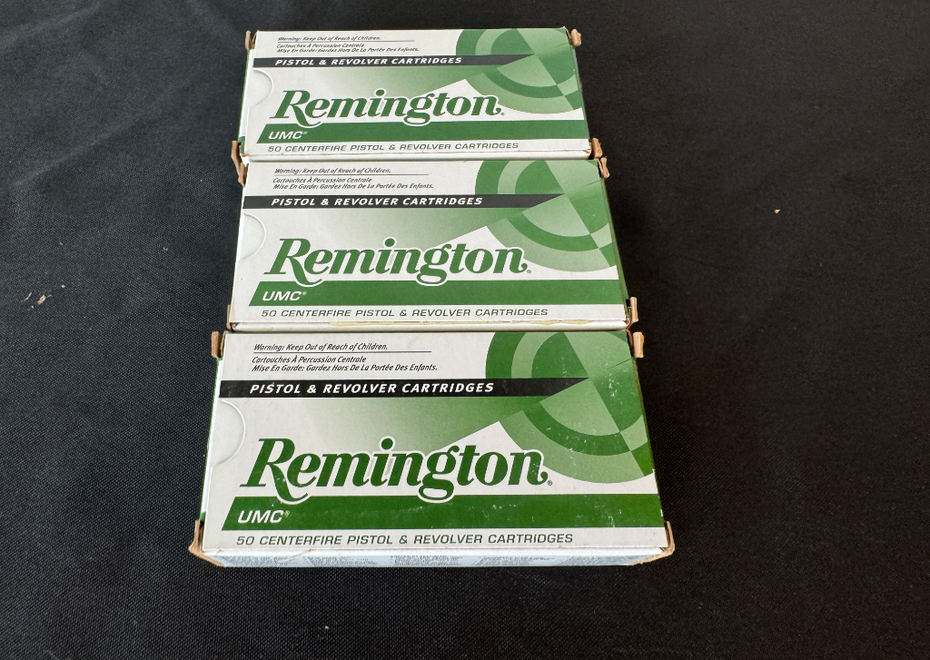 Warning: Keep Out of Reach of Children.
Cartouches À Percussion Centrale
Mise En Garde: Gardez Hors De La Portée Des Enfants.
PISTOL & REVOLVER CARTRIDGES
Remington®
UMC®
50 CENTERFIRE PISTOL & REVOLVER CARTRIDGES
Warning: Keep Out of Reach of Children.
Cartouches À Percussion Centrale
Mise En Garde: Gardez Hors De La Portée Des Enfants.
PISTOL & REVOLVER CARTRIDGES
Remington®
UMC®
50 CENTERFIRE PISTOL & REVOLVER CARTRIDGES
Warning: Keep Out of Reach of Children.
Cartouches À Percussion Centrale
Mise En Garde: Gardez Hors De La Portée Des Enfants.
PISTOL & REVOLVER CARTRIDGES
Remington®
UMC®
50 CENTERFIRE PISTOL & REVOLVER CARTRIDGES